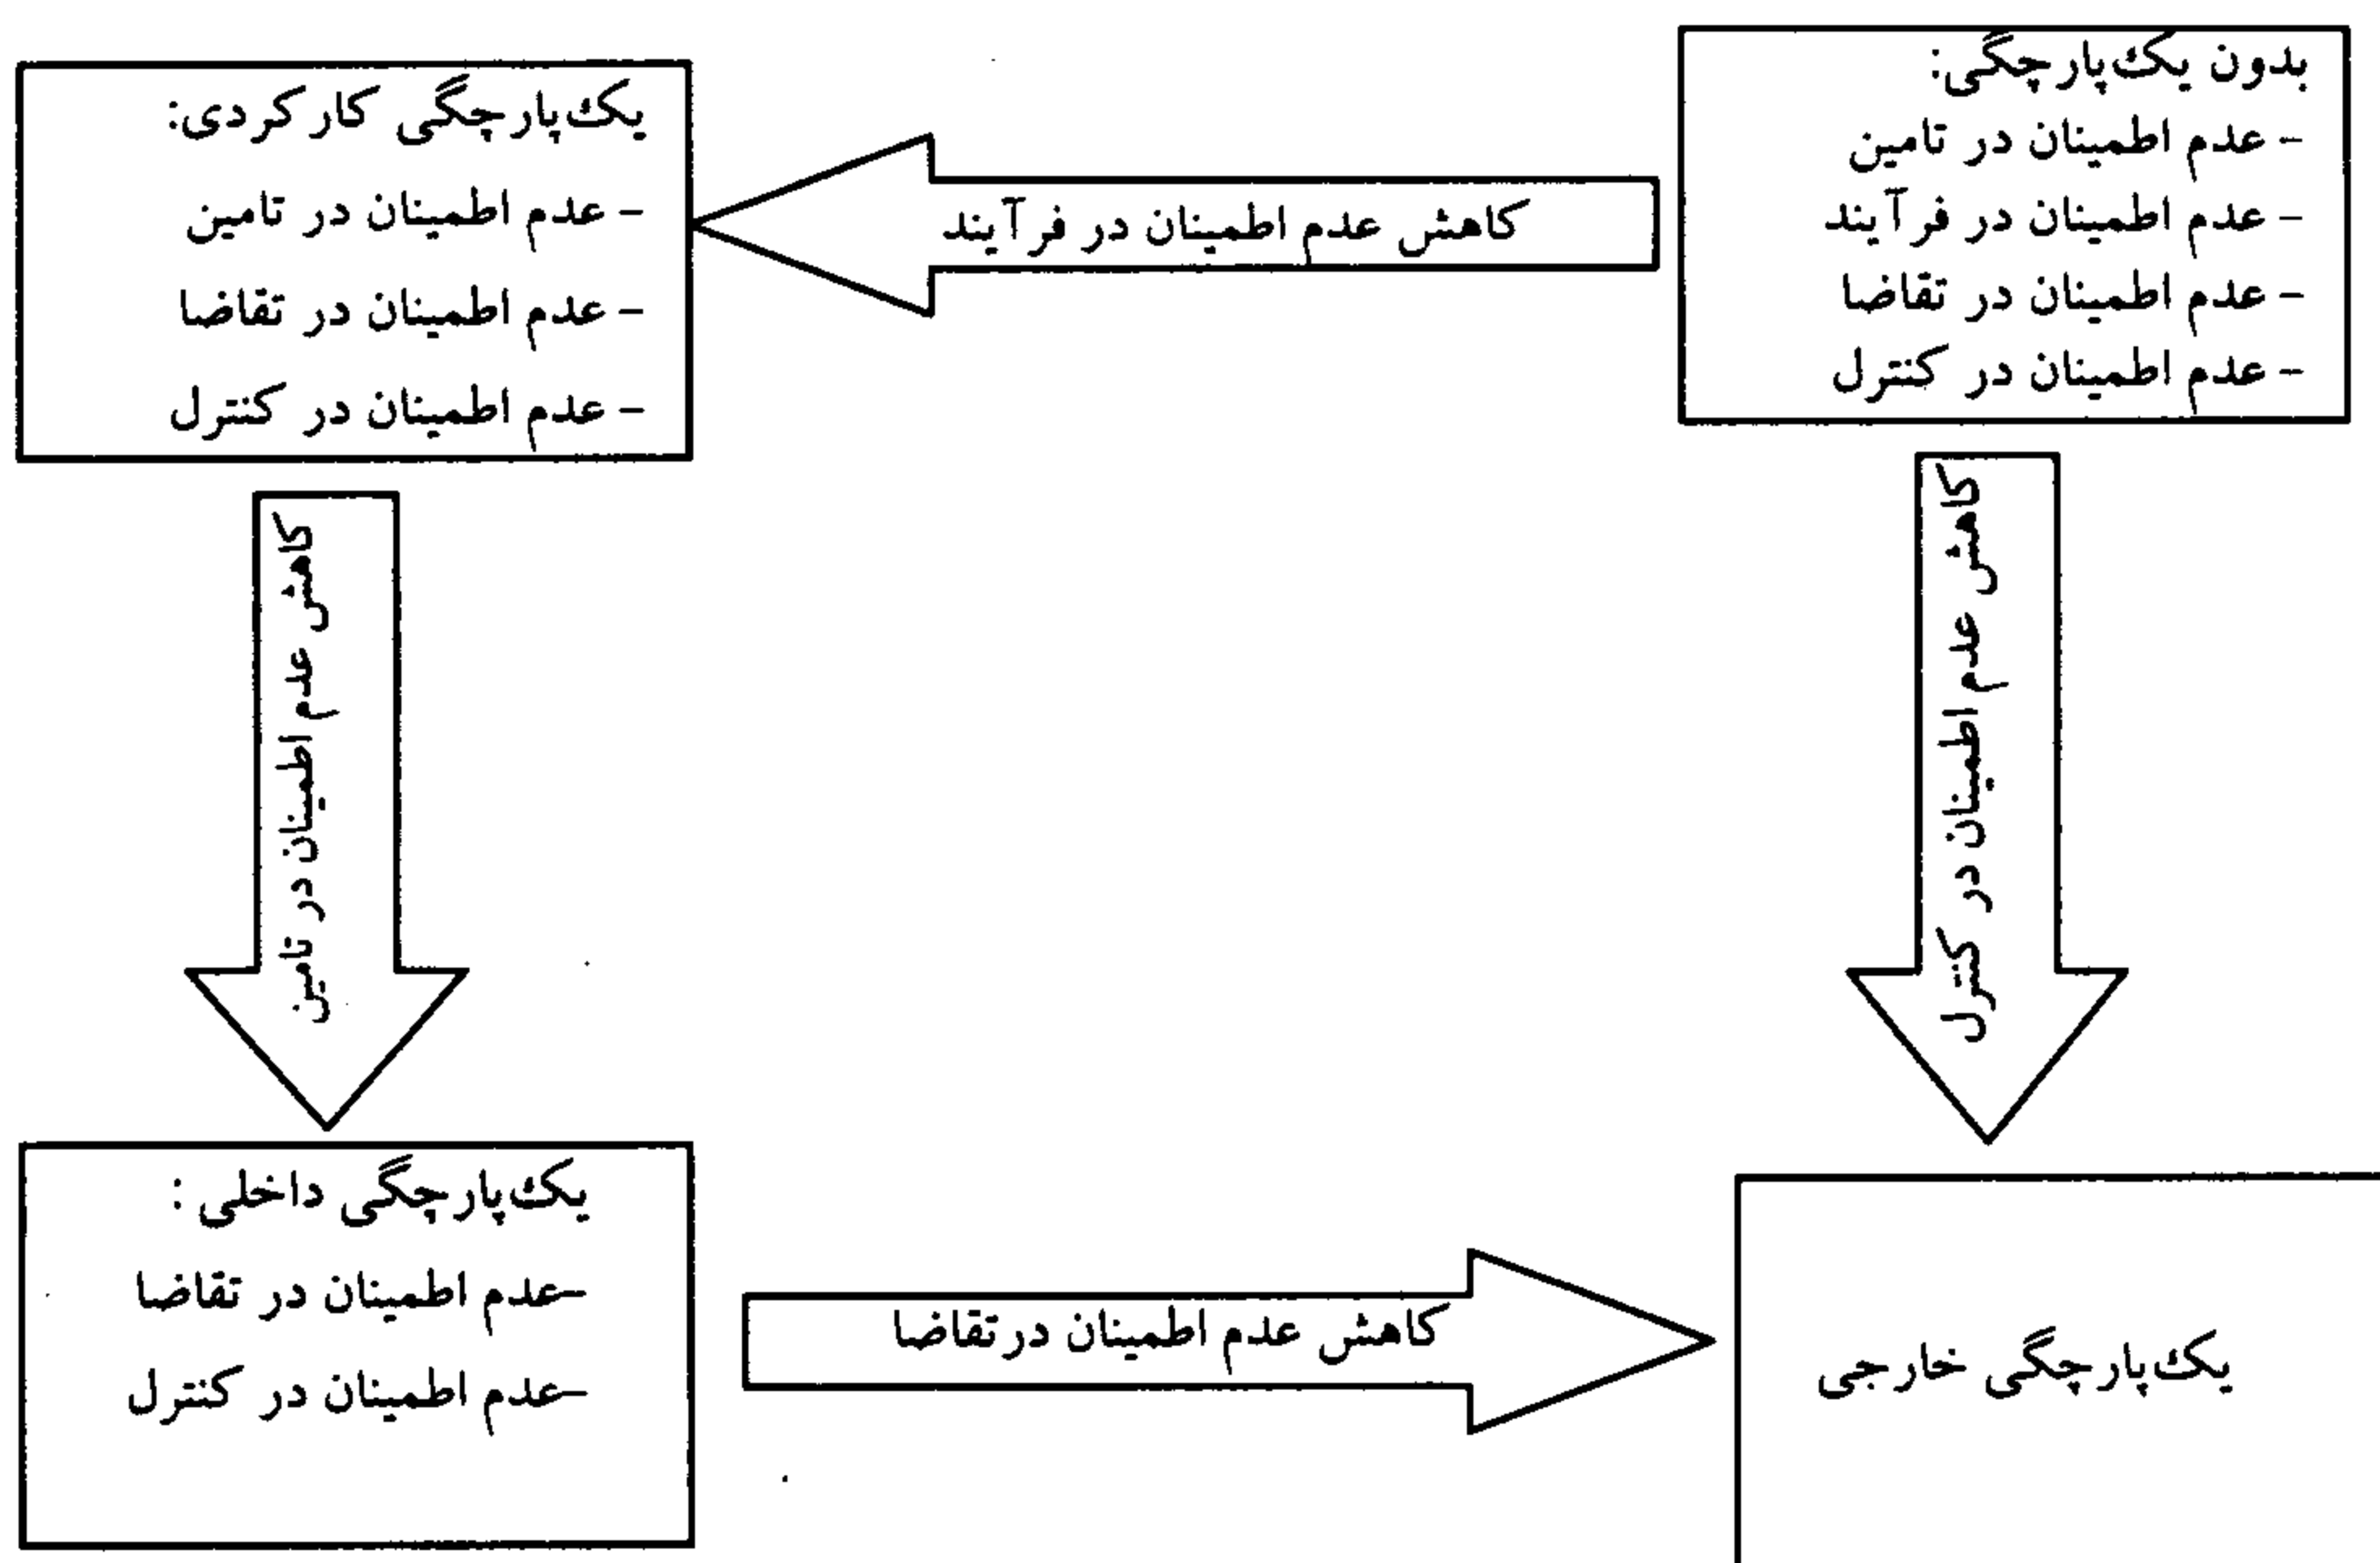 بدون یک‌پارچگی:
- عدم اطمینان در تامین
- عدم اطمینان در فرآیند
- عدم اطمینان در تقاضا
- عدم اطمینان در کنترل
کاهش عدم اطمینان در فرآیند
یک‌پارچگی کارکردی:
- عدم اطمینان در تامین
- عدم اطمینان در تقاضا
- عدم اطمینان در کنترل
کاهش عدم اطمینان در کنترل
کاهش عدم اطمینان در تامین
یک‌پارچگی داخلی :
-عدم اطمینان در تقاضا
-عدم اطمینان در کنترل
کاهش عدم اطمینان درتقاضا
یک‌پارچگی خارجی